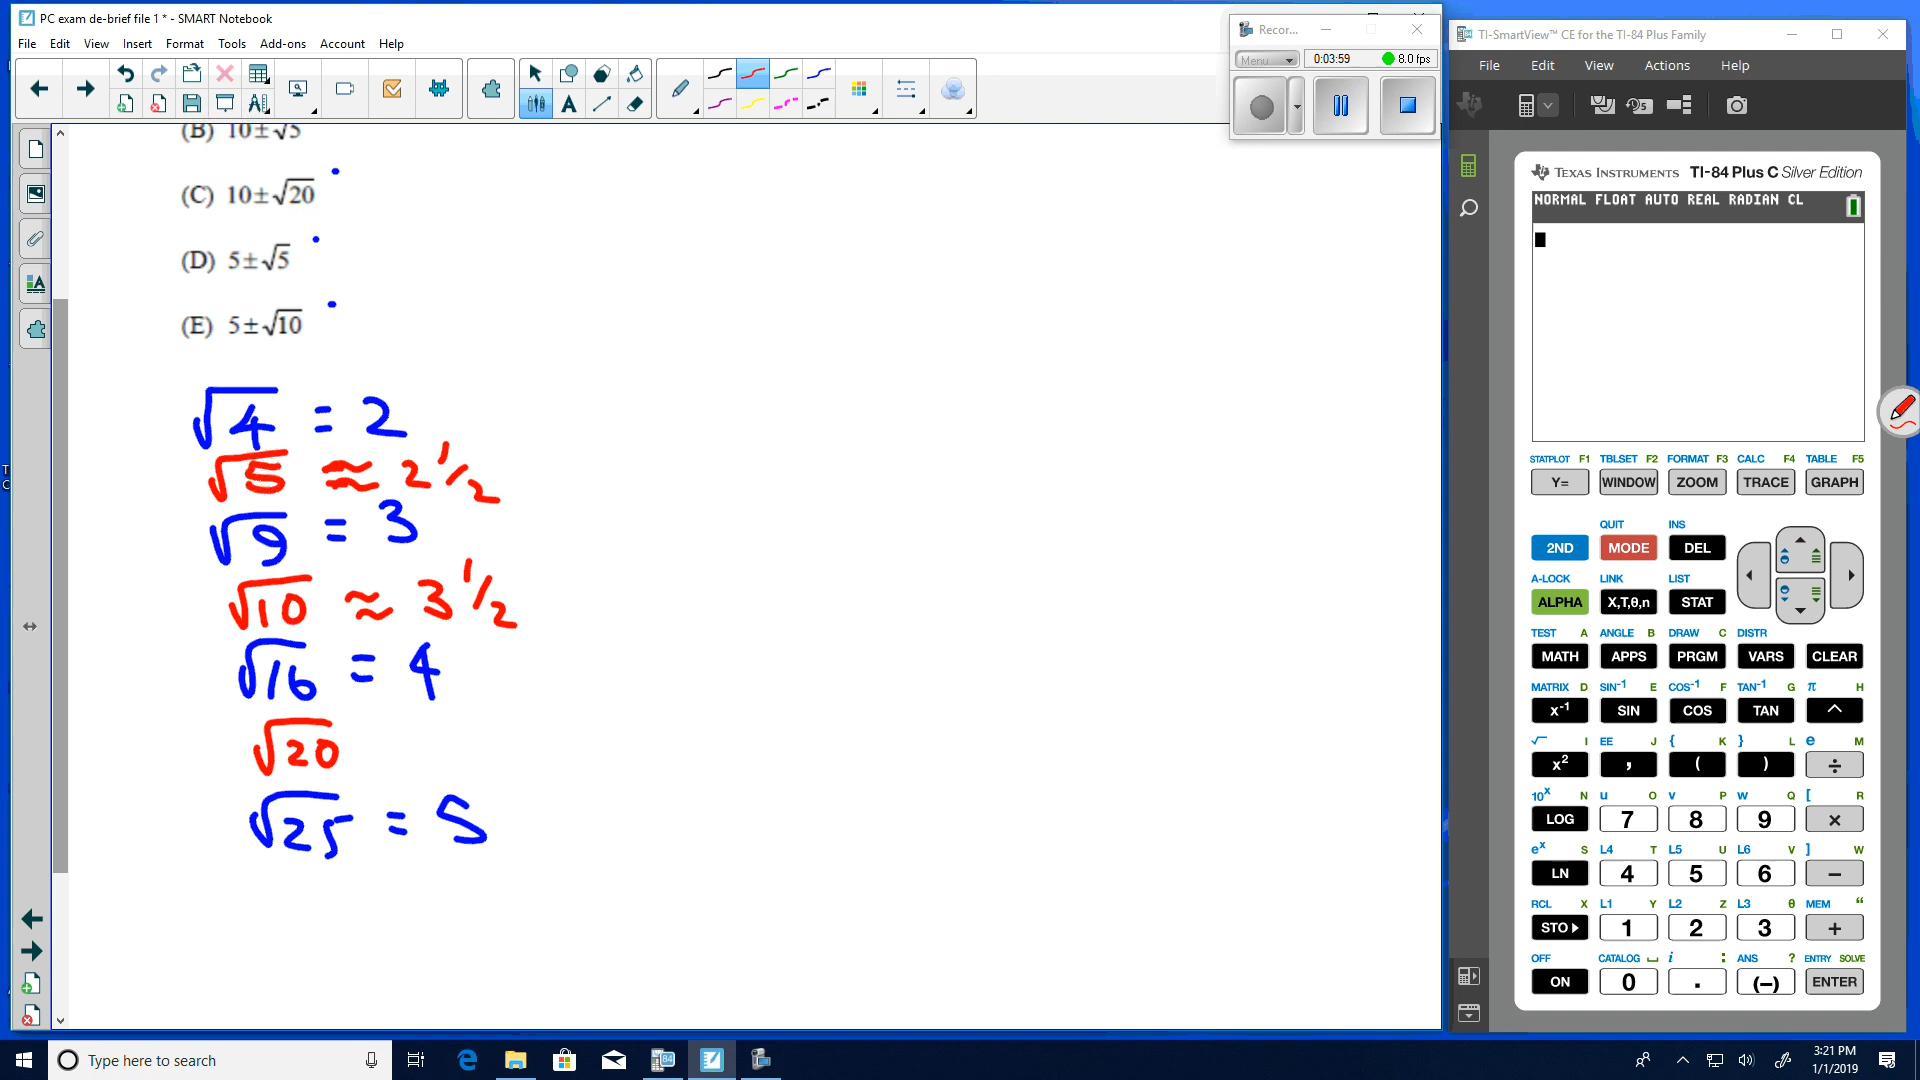 PC exam de-brief file 1 * - SMART Notebook
File Edit View Insert Format Tools Add-ons Account Help
Recor...
Menu 0:03:59 8.0 fps
(B) 10±√5
(C) 10±√20
(D) 5±√5
(E) 5±√10
√4 = 2
√5 ≈ 2 1/2
√9 = 3
√10 ≈ 3 1/2
√16 = 4
√20
√25 = 5
TI-SmartView™ CE for the TI-84 Plus Family
File Edit View Actions Help
TEXAS INSTRUMENTS TI-84 Plus C Silver Edition
NORMAL FLOAT AUTO REAL RADIAN CL
STATPLOT F1 TBLSET F2 FORMAT F3 CALC F4 TABLE F5
Y= WINDOW ZOOM TRACE GRAPH
QUIT INS
2ND MODE DEL
A-LOCK LINK LIST
ALPHA X,T,θ,n STAT
TEST A ANGLE B DRAW C DISTR
MATH APPS PRGM VARS CLEAR
MATRIX D SIN⁻¹ E COS⁻¹ F TAN⁻¹ G π H
x⁻¹ SIN COS TAN ^
√ I EE J { K } L e M
x² , ( ) ÷
10ˣ N u O v P w Q [ R
LOG 7 8 9 ×
eˣ S L4 T L5 U L6 V ] W
LN 4 5 6 −
RCL X L1 Y L2 Z L3 θ MEM “
STO▸ 1 2 3 +
OFF CATALOG ⎵ i : ANS ? ENTRY SOLVE
ON 0 . (−) ENTER
Type here to search
84
3:21 PM
1/1/2019